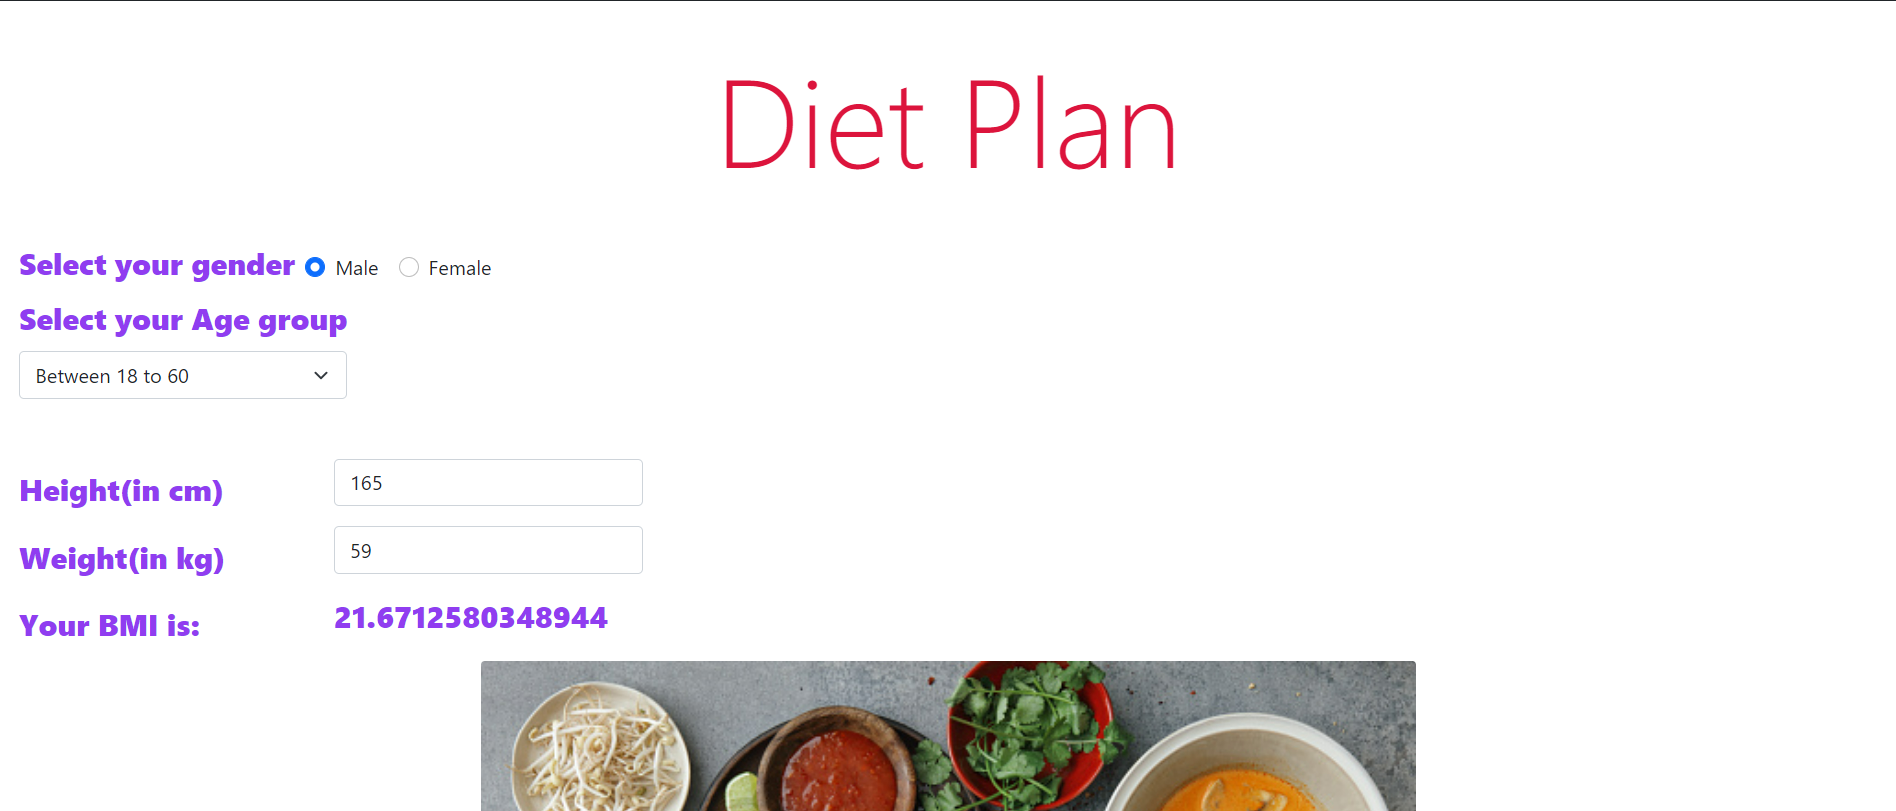 Diet Plan
Select your gender Male Female
Select your Age group
Between 18 to 60
Height(in cm) 165
Weight(in kg) 59
Your BMI is: 21.6712580348944